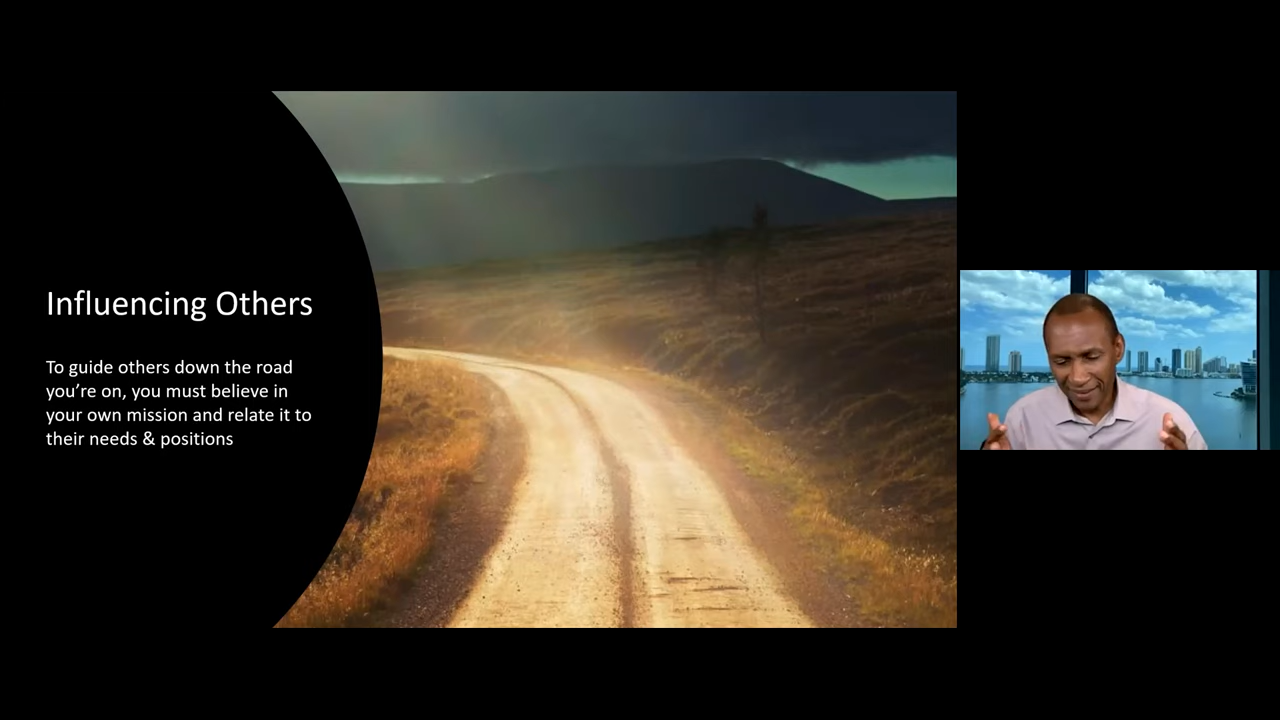 Influencing Others
To guide others down the road
you’re on, you must believe in
your own mission and relate it to
their needs & positions